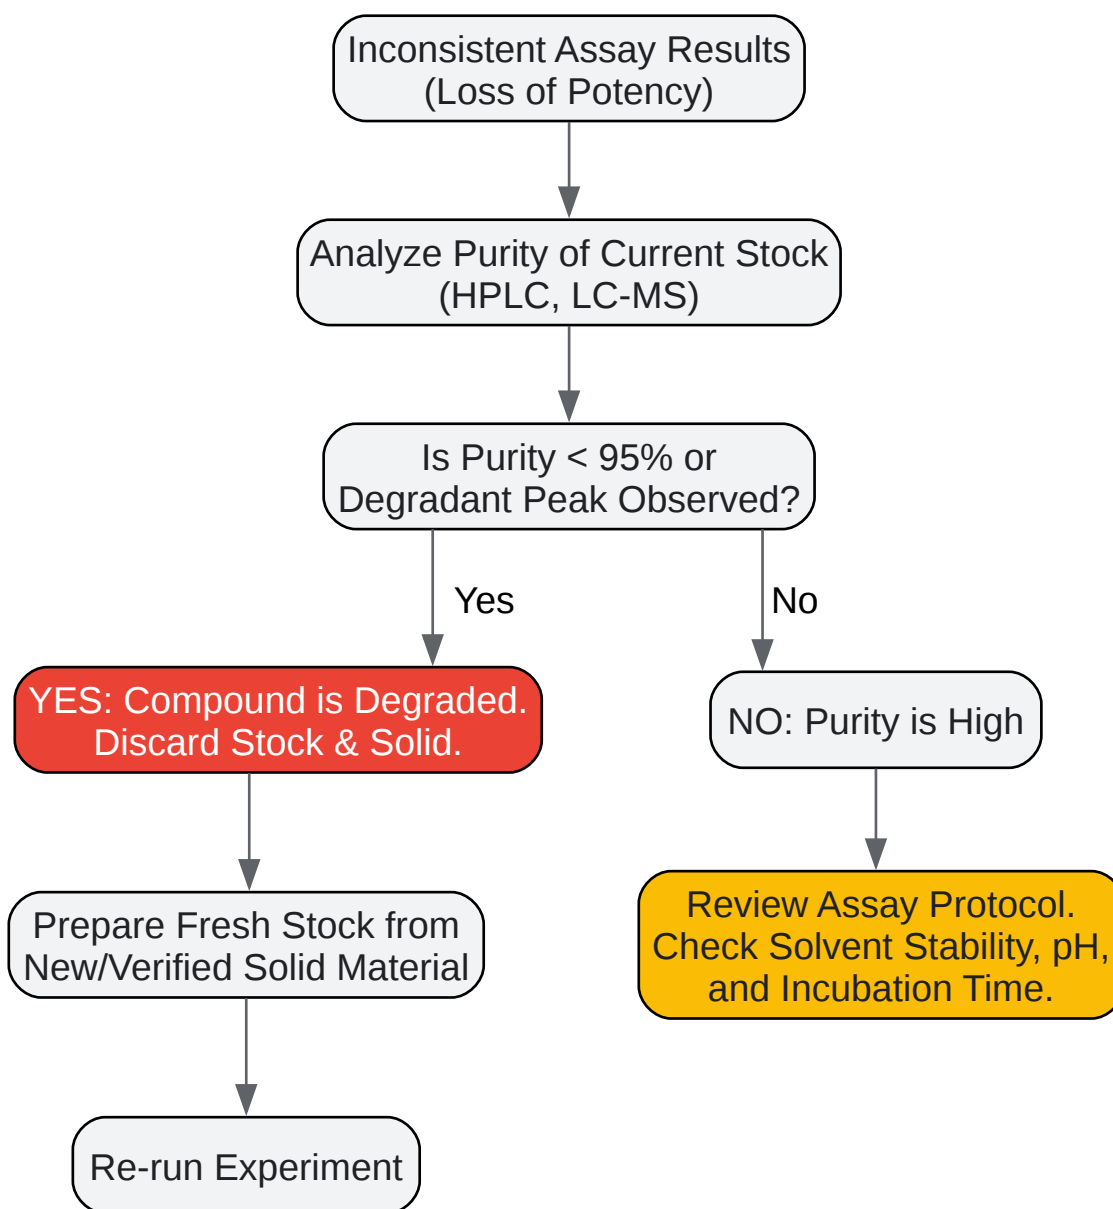 Inconsistent Assay Results
(Loss of Potency)
Analyze Purity of Current Stock
(HPLC, LC-MS)
Is Purity < 95% or
Degradant Peak Observed?
Yes
No
YES: Compound is Degraded.
Discard Stock & Solid.
NO: Purity is High
Prepare Fresh Stock from
New/Verified Solid Material
Review Assay Protocol.
Check Solvent Stability, pH,
and Incubation Time.
Re-run Experiment